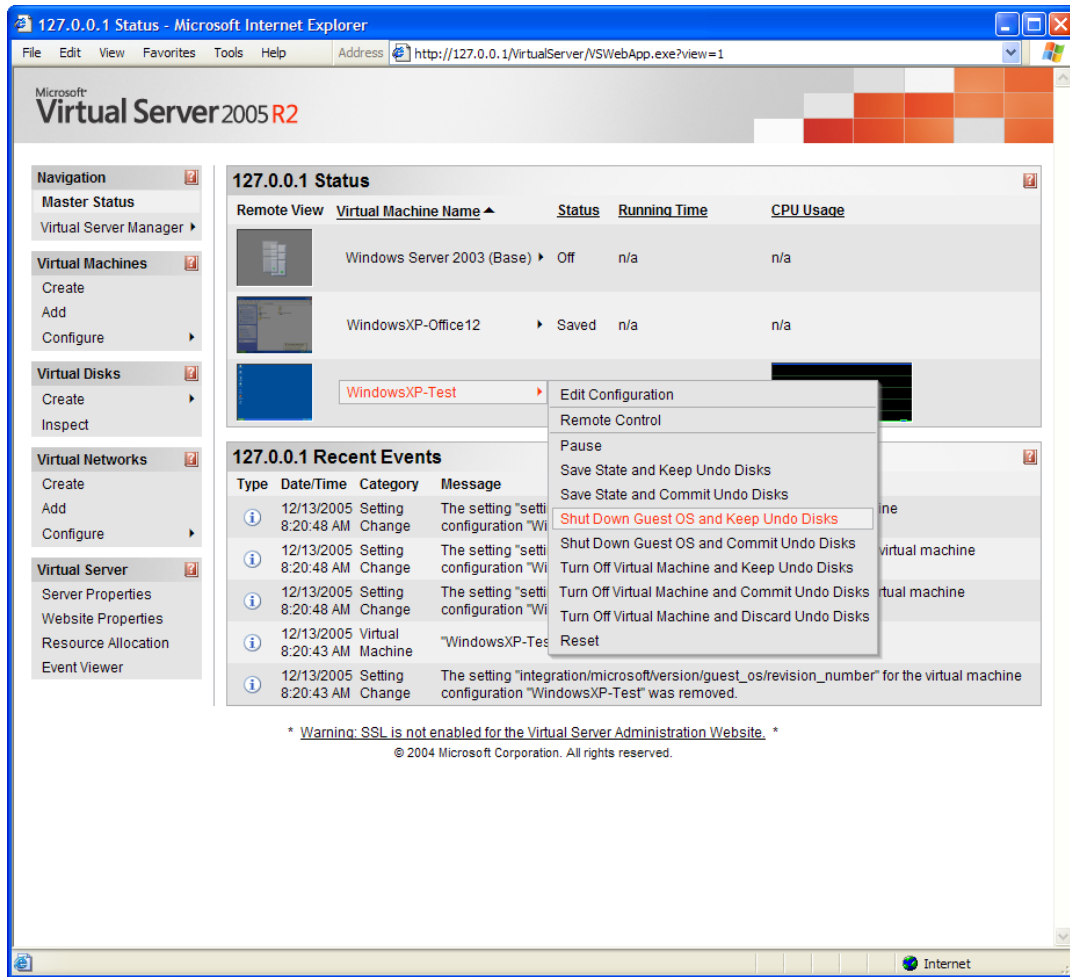 127.0.0.1 Status - Microsoft Internet Explorer
File Edit View Favorites Tools Help Address http://127.0.0.1/VirtualServer/VSWebApp.exe?view=1
Microsoft
Virtual Server 2005 R2
Navigation
Master Status
Virtual Server Manager
Virtual Machines
Create
Add
Configure
Virtual Disks
Create
Inspect
Virtual Networks
Create
Add
Configure
Virtual Server
Server Properties
Website Properties
Resource Allocation
Event Viewer
127.0.0.1 Status
Remote View Virtual Machine Name Status Running Time CPU Usage
Windows Server 2003 (Base) Off n/a n/a
WindowsXP-Office12 Saved n/a n/a
WindowsXP-Test
Edit Configuration
Remote Control
Pause
Save State and Keep Undo Disks
Save State and Commit Undo Disks
Shut Down Guest OS and Keep Undo Disks
Shut Down Guest OS and Commit Undo Disks
Turn Off Virtual Machine and Keep Undo Disks
Turn Off Virtual Machine and Commit Undo Disks
Turn Off Virtual Machine and Discard Undo Disks
Reset
127.0.0.1 Recent Events
Type Date/Time Category Message
12/13/2005 Setting The setting "setti ine
8:20:48 AM Change configuration "Wi
12/13/2005 Setting The setting "setti virtual machine
8:20:48 AM Change configuration "Wi
12/13/2005 Setting The setting "setti rtual machine
8:20:48 AM Change configuration "Wi
12/13/2005 Virtual
8:20:43 AM Machine "WindowsXP-Tes
12/13/2005 Setting The setting "integration/microsoft/version/guest_os/revision_number" for the virtual machine
8:20:43 AM Change configuration "WindowsXP-Test" was removed.
* Warning: SSL is not enabled for the Virtual Server Administration Website. *
© 2004 Microsoft Corporation. All rights reserved.
Internet